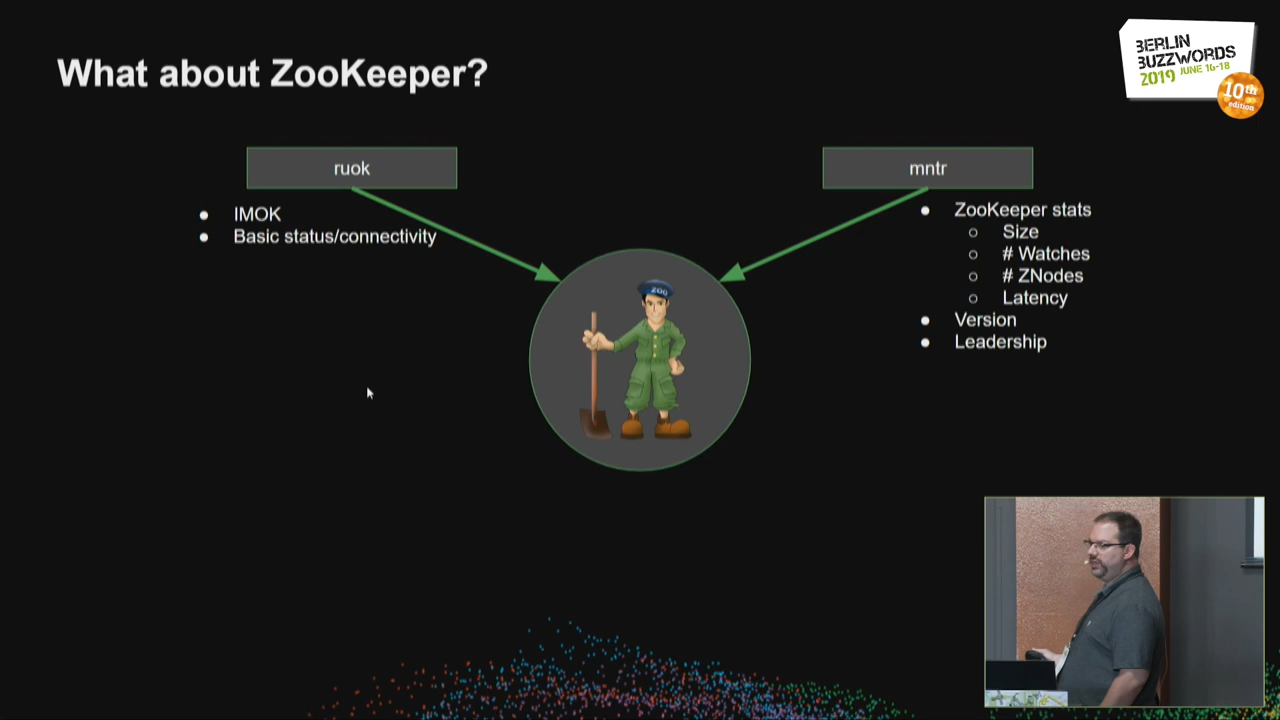 What about ZooKeeper?
BERLIN
BUZZWORDS
2019 JUNE 16-18
10th
edition
ruok
IMOK
Basic status/connectivity
mntr
ZooKeeper stats
Size
# Watches
# ZNodes
Latency
Version
Leadership
ZOO